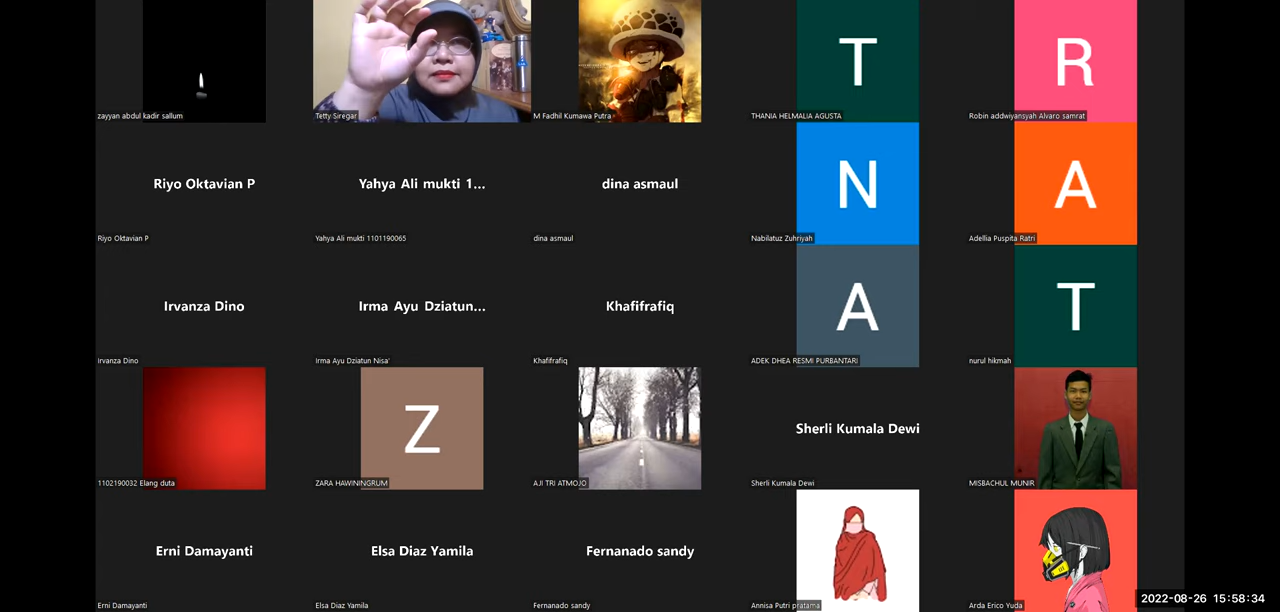 T
R
zayyan abdul kadir sallum
Tetty Siregar
M Fadhil Kumawa Putra
THANIA HELMALIA AGUSTA
Robin addwiyansyah Alvaro samrat
Riyo Oktavian P
Yahya Ali mukti 1...
dina asmaul
N
A
Riyo Oktavian P
Yahya Ali mukti 1101190065
dina asmaul
Nabilatuz Zuhriyah
Adellia Puspita Ratri
Irvanza Dino
Irma Ayu Dziatun...
Khafifrafiq
A
T
Irvanza Dino
Irma Ayu Dziatun Nisa'
Khafifrafiq
ADEK DHEA RESMI PURBANTARI
nurul hikmah
Z
Sherli Kumala Dewi
1102190032 Elang duta
ZARA HAWININGRUM
AJI TRI ATMOJO
Sherli Kumala Dewi
MISBACHUL MUNIR
Erni Damayanti
Elsa Diaz Yamila
Fernanado sandy
Erni Damayanti
Elsa Diaz Yamila
Fernanado sandy
Annisa Putri pratama
Arda Erico Yuda
2022-08-26 15:58:34